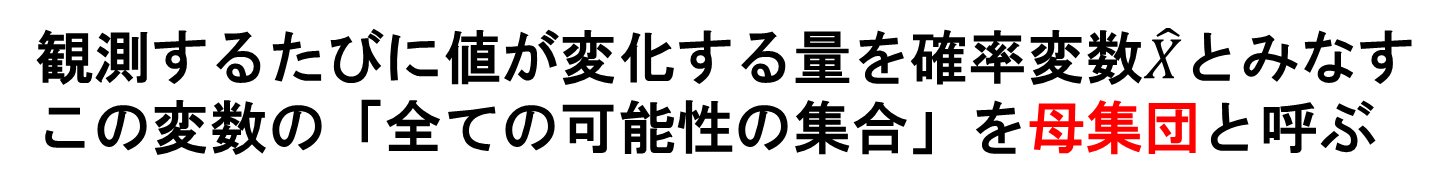 観測するたびに値が変化する量を確率変数X̂とみなす
この変数の「全ての可能性の集合」を母集団と呼ぶ